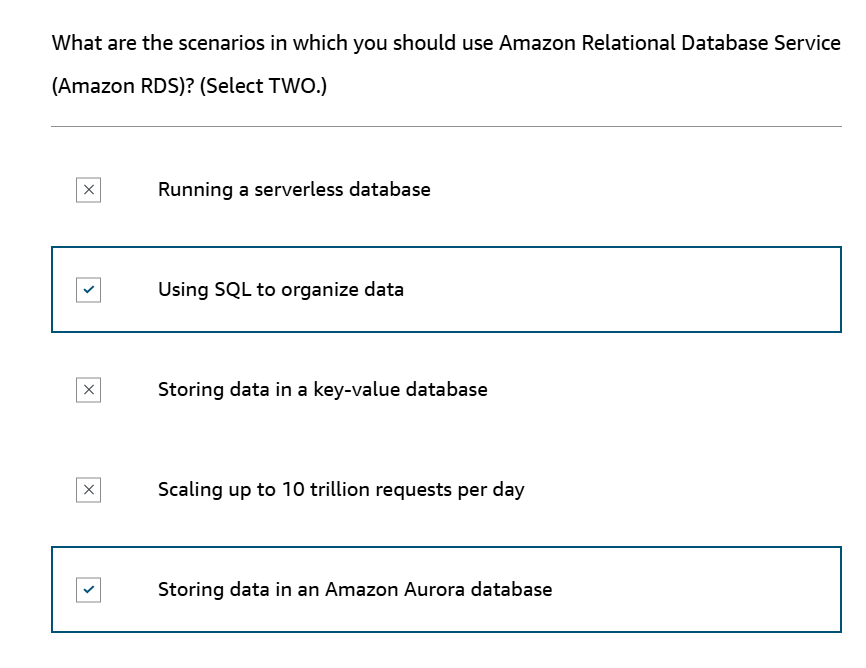 What are the scenarios in which you should use Amazon Relational Database Service
(Amazon RDS)? (Select TWO.)
Running a serverless database
Using SQL to organize data
Storing data in a key-value database
Scaling up to 10 trillion requests per day
Storing data in an Amazon Aurora database